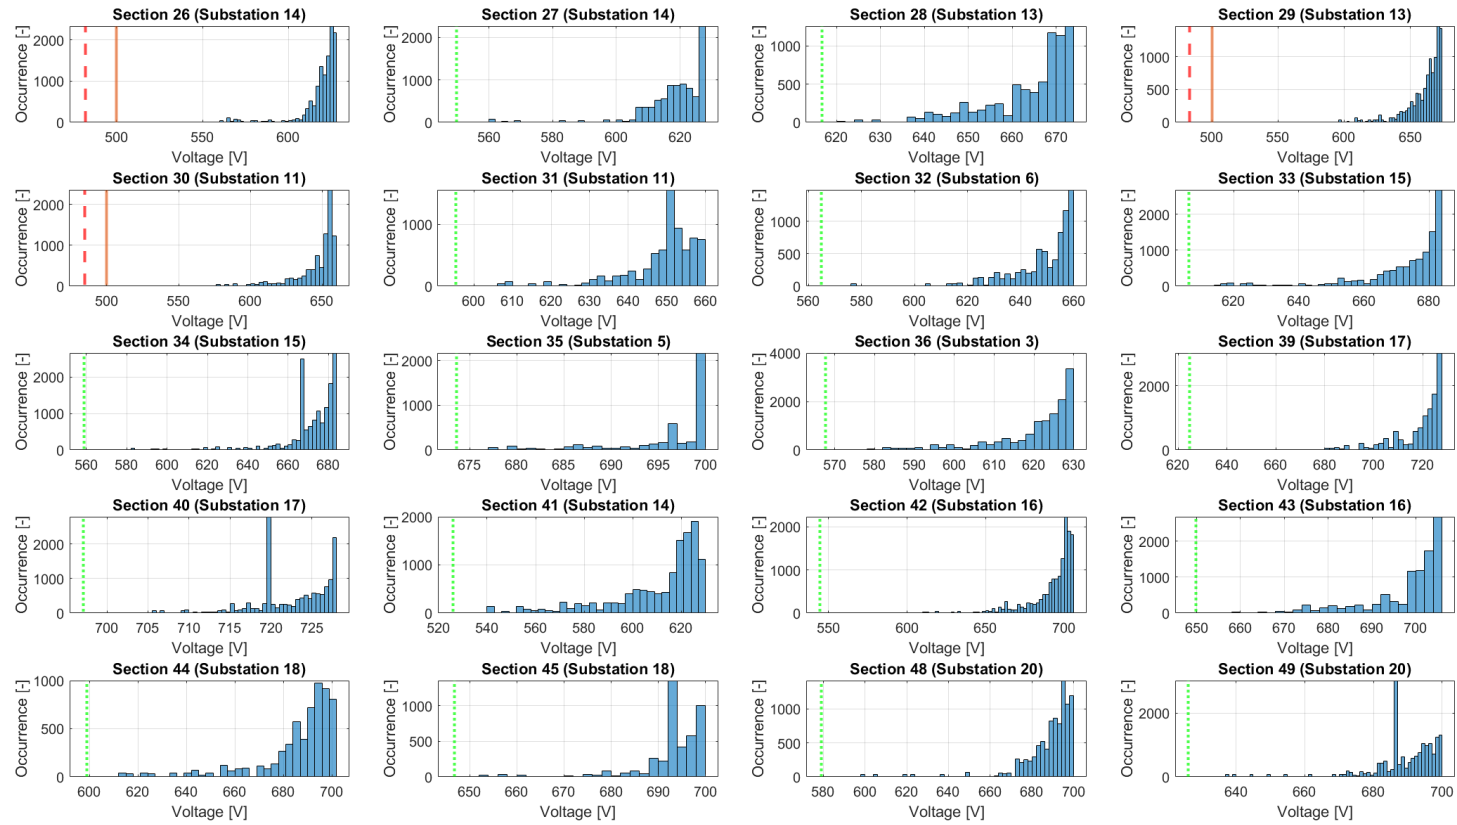 Section 26 (Substation 14)
Occurrence [-]
2000
1000
0
500
550
600
Voltage [V]
Section 27 (Substation 14)
Occurrence [-]
2000
1000
0
560
580
600
620
Voltage [V]
Section 28 (Substation 13)
Occurrence [-]
1000
500
0
620
630
640
650
660
670
Voltage [V]
Section 29 (Substation 13)
Occurrence [-]
1000
500
0
500
550
600
650
Voltage [V]
Section 30 (Substation 11)
Occurrence [-]
2000
1000
0
500
550
600
650
Voltage [V]
Section 31 (Substation 11)
Occurrence [-]
1000
0
600
610
620
630
640
650
660
Voltage [V]
Section 32 (Substation 6)
Occurrence [-]
1000
500
0
560
580
600
620
640
660
Voltage [V]
Section 33 (Substation 15)
Occurrence [-]
2000
1000
0
620
640
660
680
Voltage [V]
Section 34 (Substation 15)
Occurrence [-]
2000
1000
0
560
580
600
620
640
660
680
Voltage [V]
Section 35 (Substation 5)
Occurrence [-]
2000
1000
0
675
680
685
690
695
700
Voltage [V]
Section 36 (Substation 3)
Occurrence [-]
4000
2000
0
570
580
590
600
610
620
630
Voltage [V]
Section 39 (Substation 17)
Occurrence [-]
2000
0
620
640
660
680
700
720
Voltage [V]
Section 40 (Substation 17)
Occurrence [-]
2000
1000
0
700
705
710
715
720
725
Voltage [V]
Section 41 (Substation 14)
Occurrence [-]
2000
1000
0
520
540
560
580
600
620
Voltage [V]
Section 42 (Substation 16)
Occurrence [-]
2000
1000
0
550
600
650
700
Voltage [V]
Section 43 (Substation 16)
Occurrence [-]
2000
1000
0
650
660
670
680
690
700
Voltage [V]
Section 44 (Substation 18)
Occurrence [-]
1000
500
0
600
620
640
660
680
700
Voltage [V]
Section 45 (Substation 18)
Occurrence [-]
1000
500
0
650
660
670
680
690
700
Voltage [V]
Section 48 (Substation 20)
Occurrence [-]
1000
500
0
580
600
620
640
660
680
700
Voltage [V]
Section 49 (Substation 20)
Occurrence [-]
2000
0
640
660
680
700
Voltage [V]